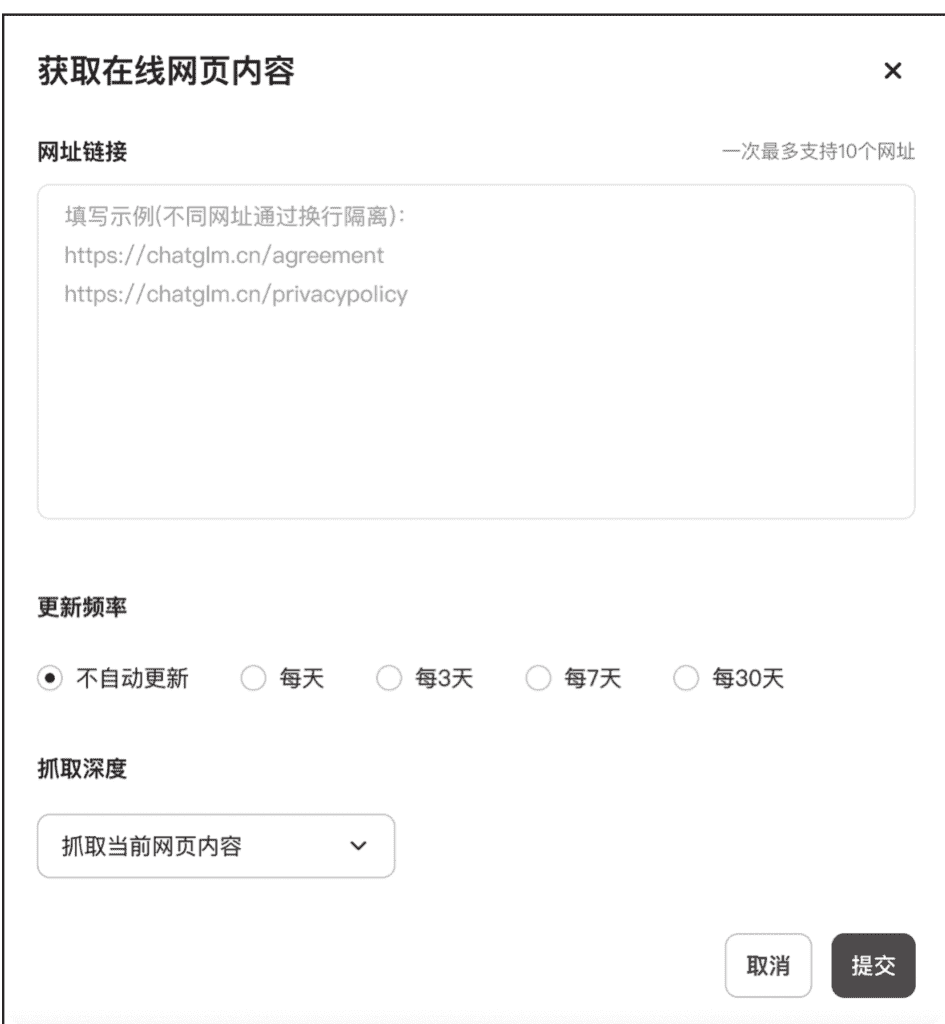 获取在线网页内容
网址链接
一次最多支持10个网址
填写示例(不同网址通过换行隔离):
https://chatglm.cn/agreement
https://chatglm.cn/privacypolicy
更新频率
不自动更新 每天 每3天 每7天 每30天
抓取深度
抓取当前网页内容
取消 提交